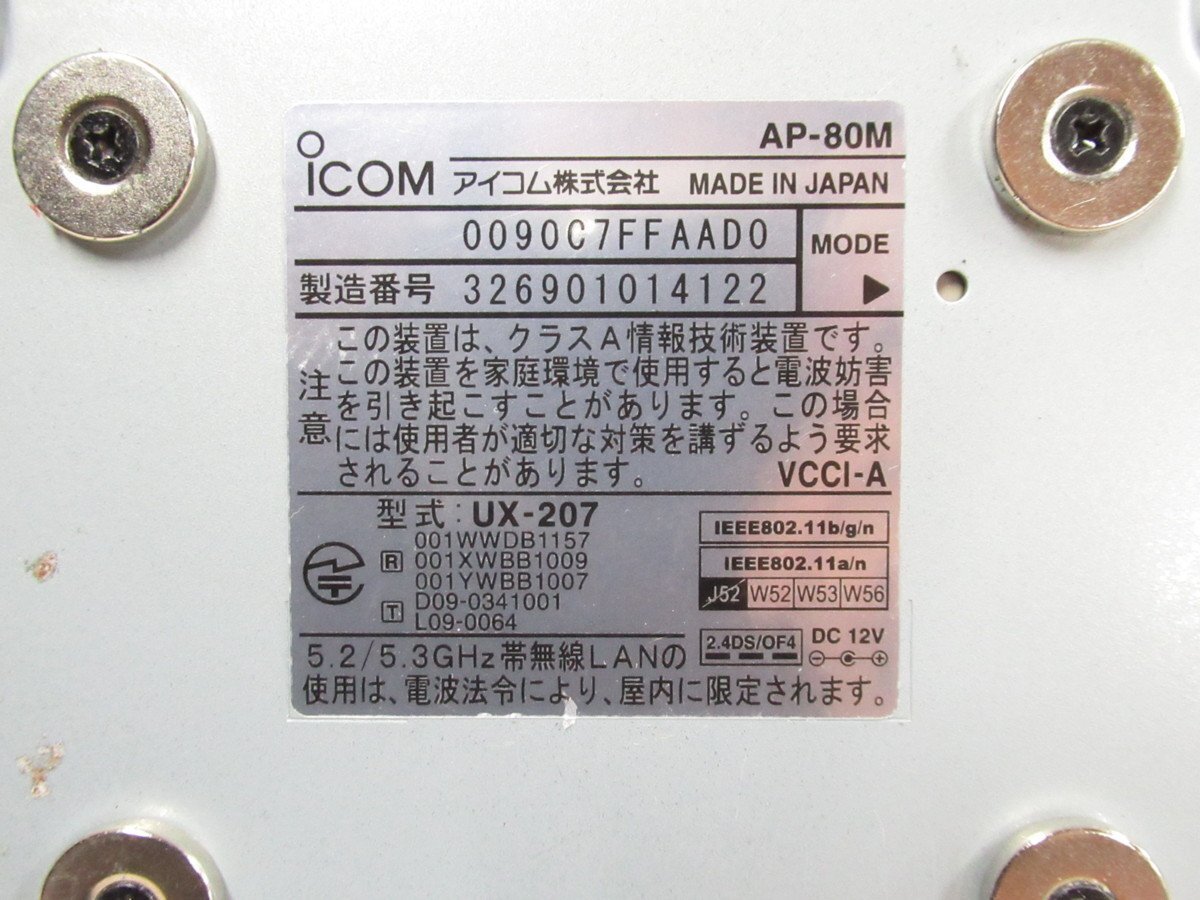 AP-80M
ICOM アイコム株式会社 MADE IN JAPAN
0090C7FFAAD0
MODE
製造番号 326901014122
注意
この装置は、クラスA情報技術装置です。
この装置を家庭環境で使用すると電波妨害
を引き起こすことがあります。この場合
には使用者が適切な対策を講ずるよう要求
されることがあります。 VCCI-A
型式:UX-207
R 001WWDB1157
001XWBB1009
001YWBB1007
T D09-0341001
L09-0064
IEEE802.11b/g/n
IEEE802.11a/n
J52 W52 W53 W56
2.4DS/OF4 DC 12V
5.2/5.3GHz帯無線LANの
使用は、電波法令により、屋内に限定されます。